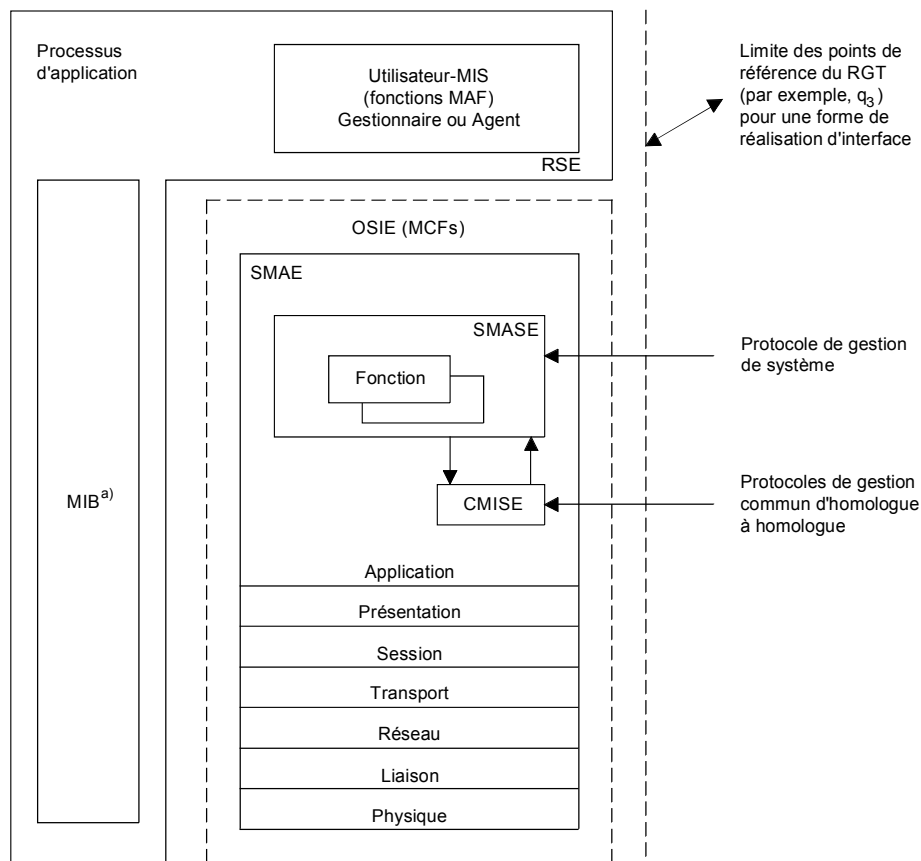 Processus
d'application
Utilisateur-MIS
(fonctions MAF)
Gestionnaire ou Agent
RSE
Limite des points de
référence du RGT
(par exemple, q3)
pour une forme de
réalisation d'interface
OSIE (MCFs)
SMAE
SMASE
Fonction
Protocole de gestion
de système
MIBa)
CMISE
Protocoles de gestion
commun d'homologue
à homologue
Application
Présentation
Session
Transport
Réseau
Liaison
Physique